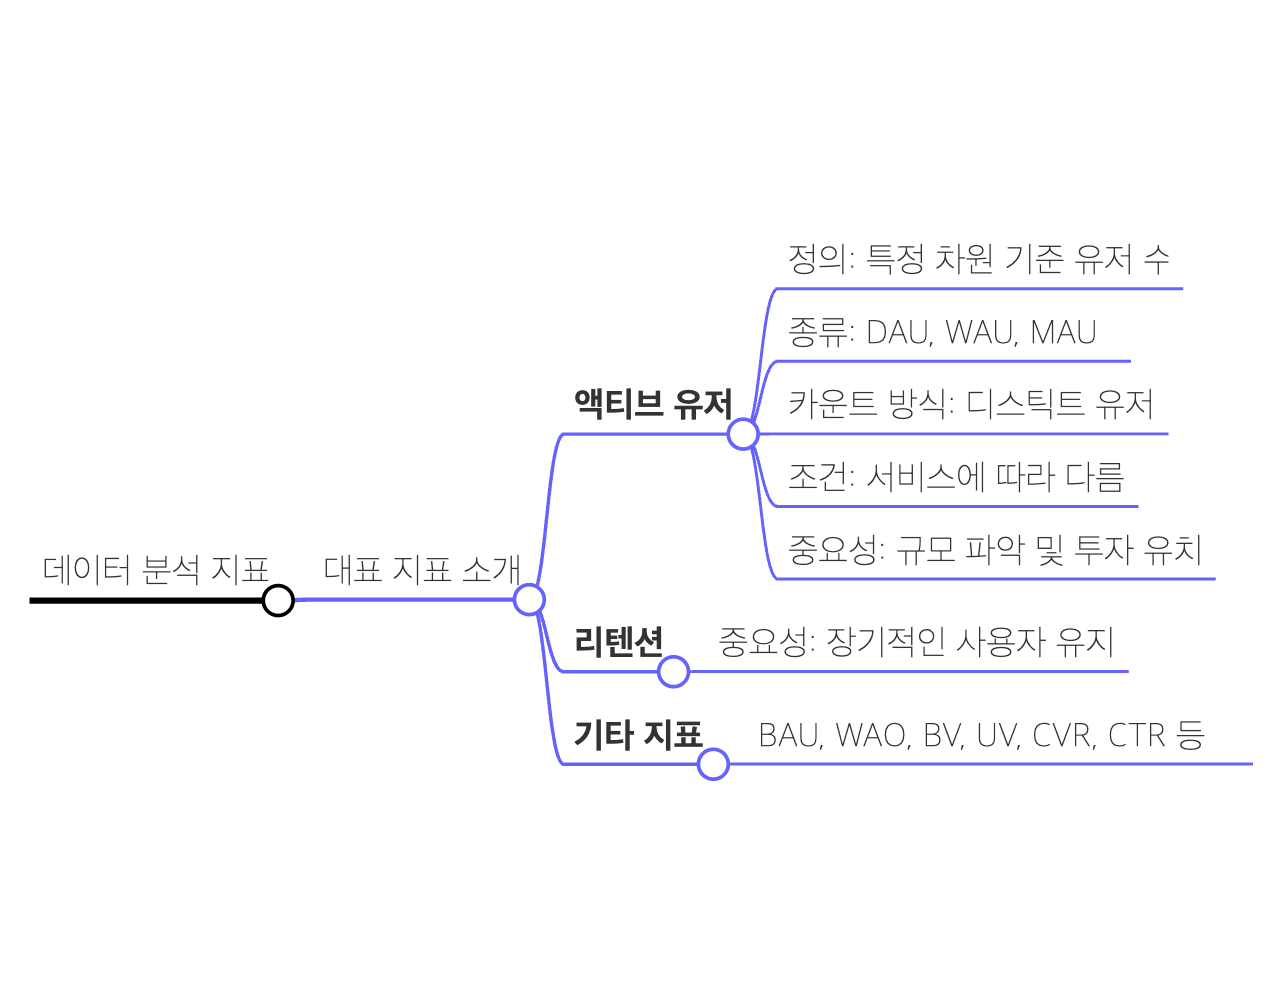 데이터 분석 지표
대표 지표 소개
액티브 유저
정의: 특정 차원 기준 유저 수
종류: DAU, WAU, MAU
카운트 방식: 디스틱트 유저
조건: 서비스에 따라 다름
중요성: 규모 파악 및 투자 유치
리텐션
중요성: 장기적인 사용자 유지
기타 지표
BAU, WAO, BV, UV, CVR, CTR 등